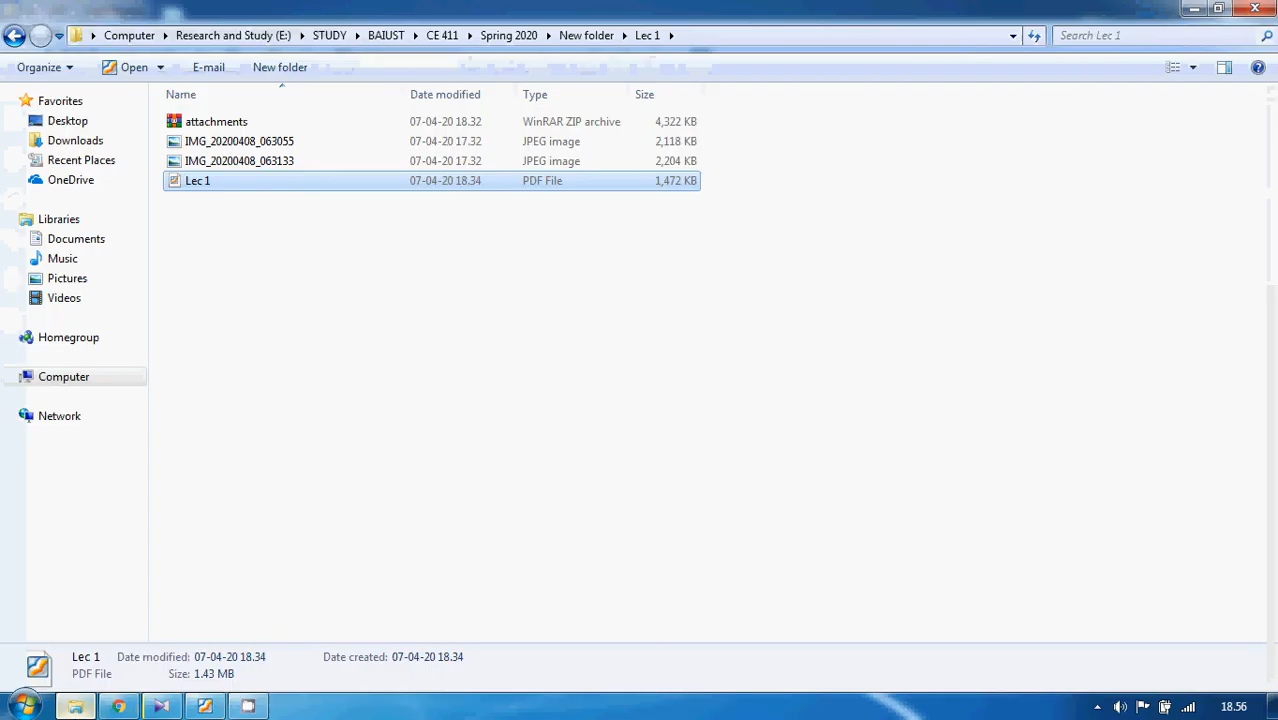 Computer Research and Study (E:) STUDY BAIUST CE 411 Spring 2020 New folder Lec 1 Search Lec 1
Organize Open E-mail New folder
Name Date modified Type Size
Favorites
Desktop
Downloads
Recent Places
OneDrive
Libraries
Documents
Music
Pictures
Videos
Homegroup
Computer
Network
attachments 07-04-20 18.32 WinRAR ZIP archive 4,322 KB
IMG_20200408_063055 07-04-20 17.32 JPEG image 2,118 KB
IMG_20200408_063133 07-04-20 17.32 JPEG image 2,204 KB
Lec 1 07-04-20 18.34 PDF File 1,472 KB
Lec 1 Date modified: 07-04-20 18.34 Date created: 07-04-20 18.34
PDF File Size: 1.43 MB
18.56